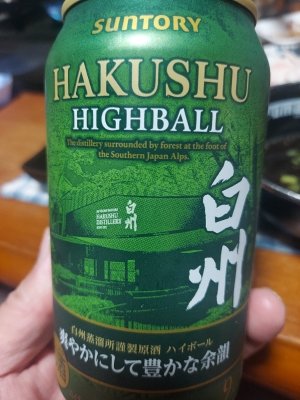 SUNTORY
HAKUSHU
HIGHBALL
The distillery surrounded by forest at the foot of
the Southern Japan Alps.
白州
HAKUSHU
DISTILLERY
白州
白州蒸溜所謹製原酒 ハイボール
爽やかにして豊かな余韻